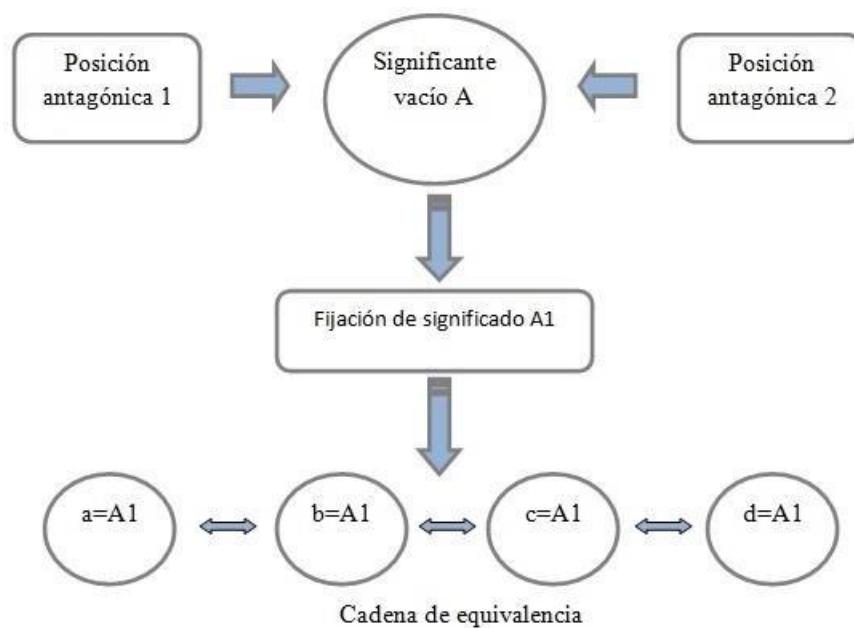 Posición
antagónica 1
Significante
vacío A
Posición
antagónica 2
Fijación de significado A1
a=A1
b=A1
c=A1
d=A1
Cadena de equivalencia